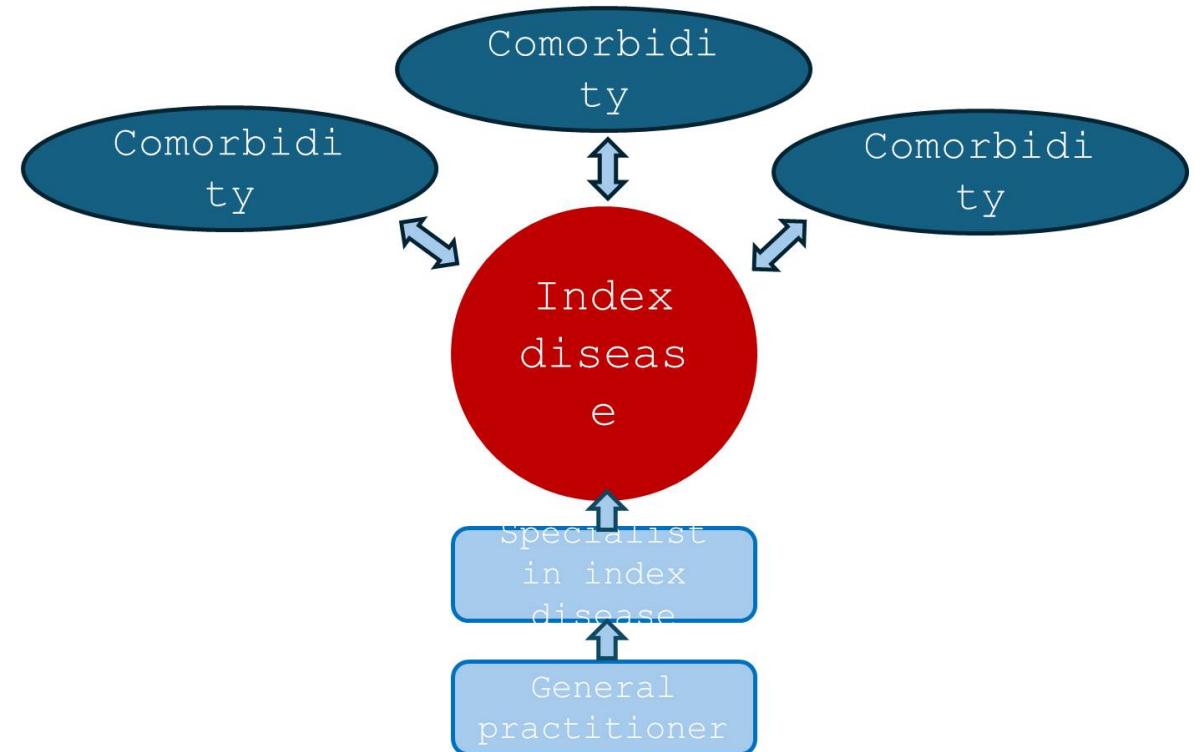 Comorbidi
ty
Comorbidi
ty
Comorbidi
ty
Index
diseas
e
Specialist
in index
disease
General
practitioner